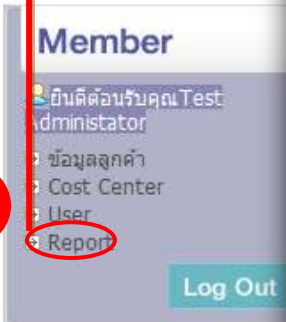 Member
ยินดีต้อนรับคุณTest
Administator
ข้อมูลลูกค้า
Cost Center
User
Report
Log Out